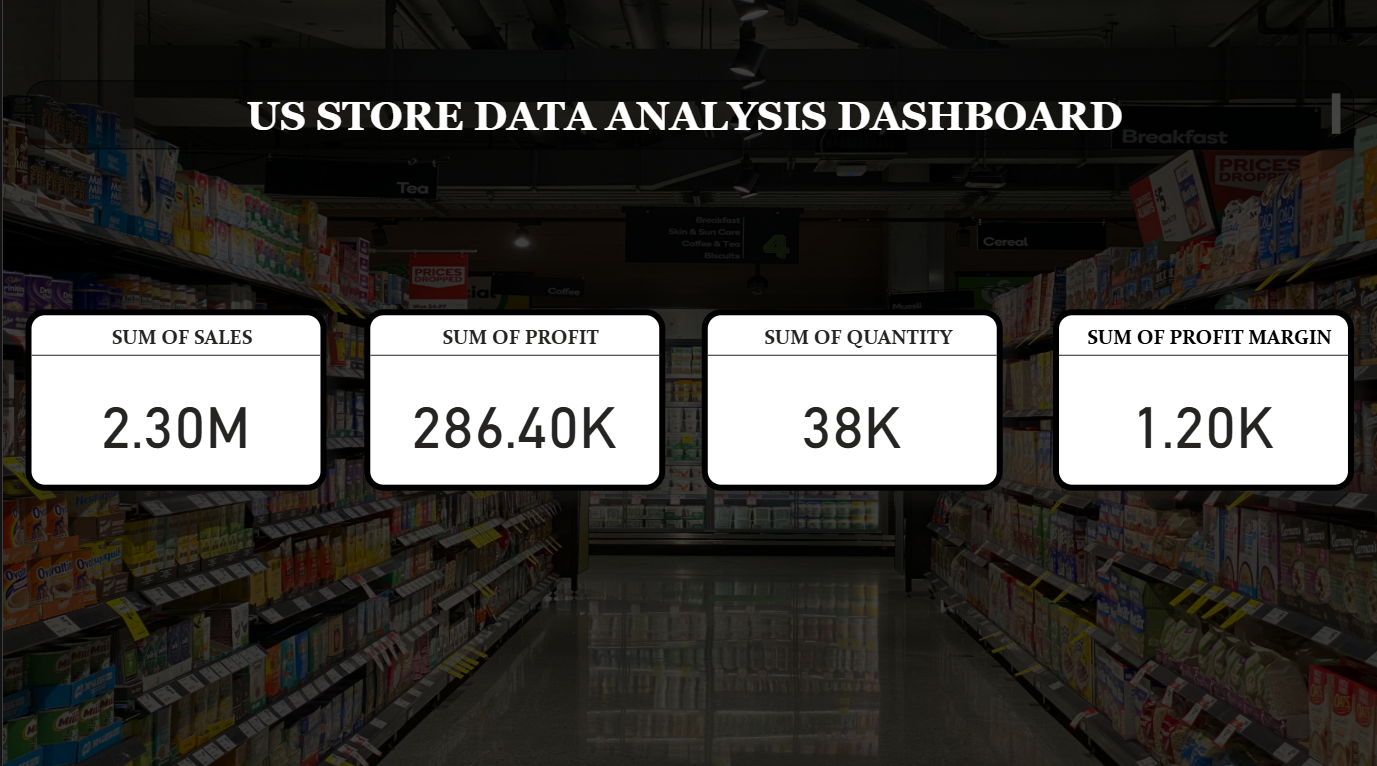 US STORE DATA ANALYSIS DASHBOARD
Breakfast
PRICES
DROPPED
Tea
Breakfast
Skin & Sun Care
Coffee & Tea
Biscuits
4
Cereal
PRICES
DROPPED
Coffee
Muesli
SUM OF SALES
2.30M
SUM OF PROFIT
286.40K
SUM OF QUANTITY
38K
SUM OF PROFIT MARGIN
1.20K